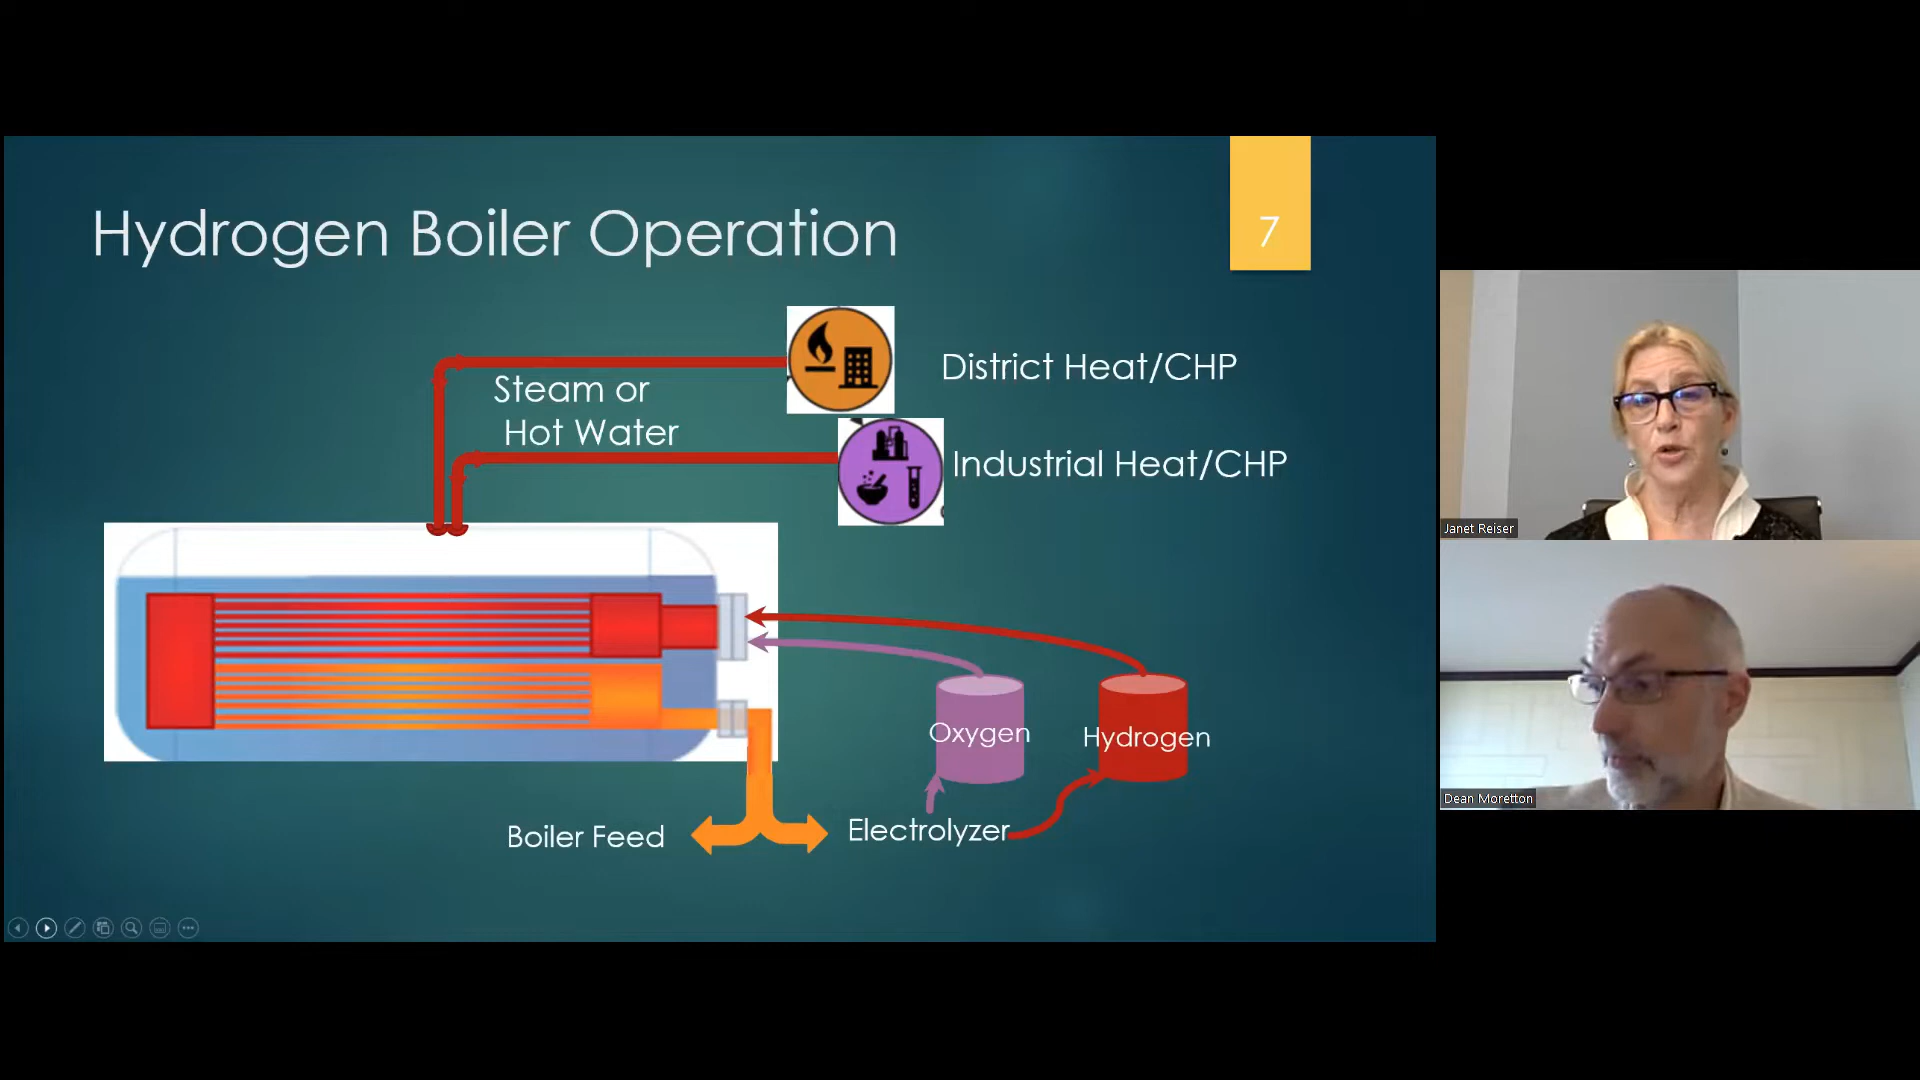 Hydrogen Boiler Operation
7
District Heat/CHP
Steam or
Hot Water
Industrial Heat/CHP
Oxygen
Hydrogen
Boiler Feed
Electrolyzer
Janet Reiser
Dean Moretton